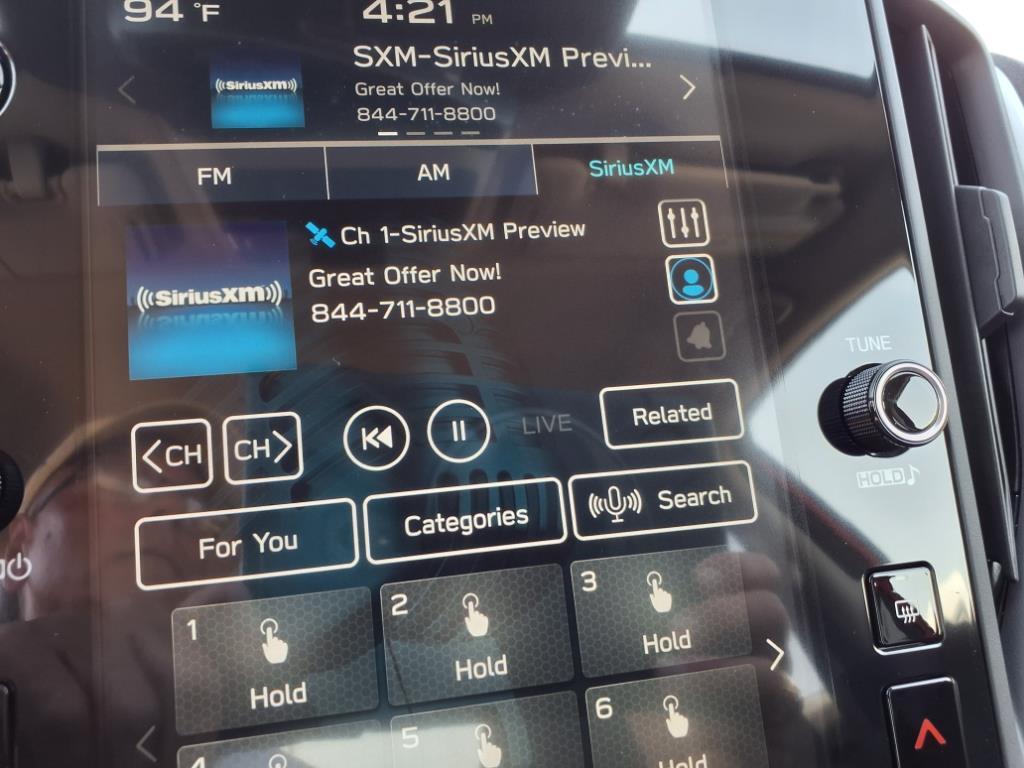 94 °F
4:21 PM
((SiriusXM))
SXM-SiriusXM Previ...
Great Offer Now!
844-711-8800
FM
AM
SiriusXM
((SiriusXM))
Ch 1-SiriusXM Preview
Great Offer Now!
844-711-8800
TUNE
HOLD
<CH
CH>
LIVE
Related
For You
Categories
Search
1
Hold
2
Hold
3
Hold
4
5
6
Hold